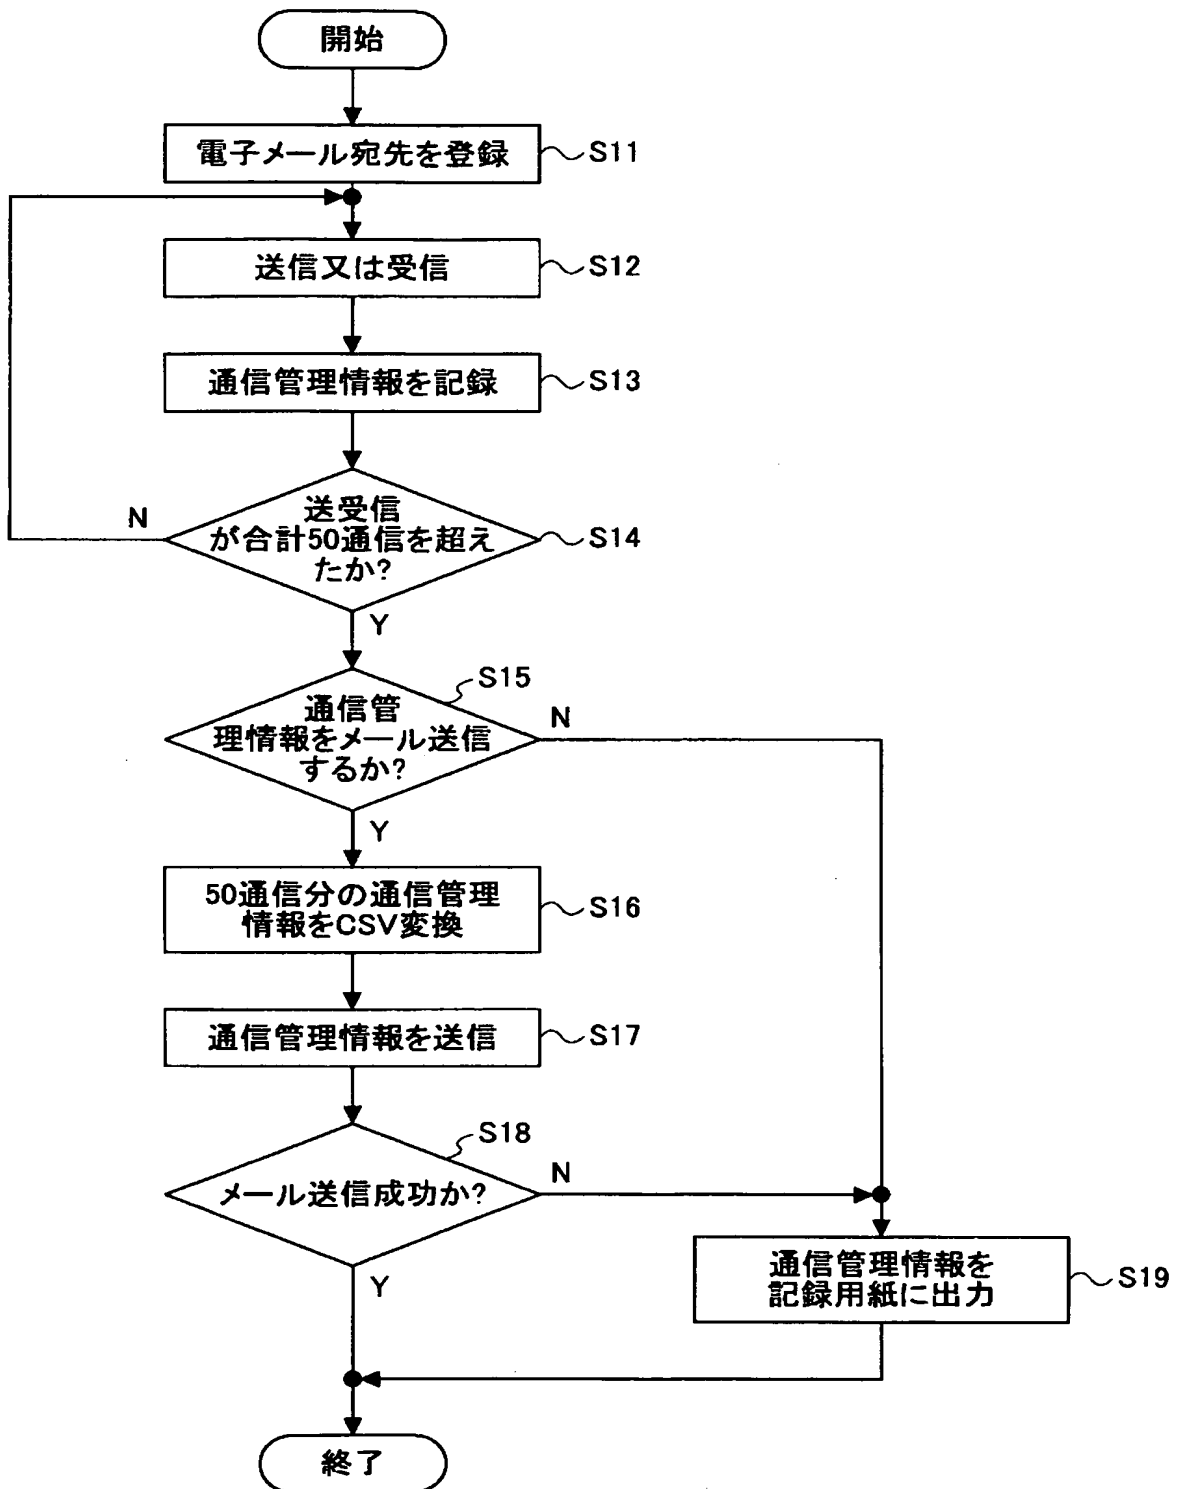 開始
電子メール宛先を登録
S11
送信又は受信
S12
通信管理情報を記録
S13
送受信
が合計50通信を超え
たか?
N
S14
Y
S15
通信管
理情報をメール送信
するか?
N
Y
50通信分の通信管理
情報をCSV変換
S16
通信管理情報を送信
S17
S18
メール送信成功か?
N
Y
通信管理情報を
記録用紙に出力
S19
終了